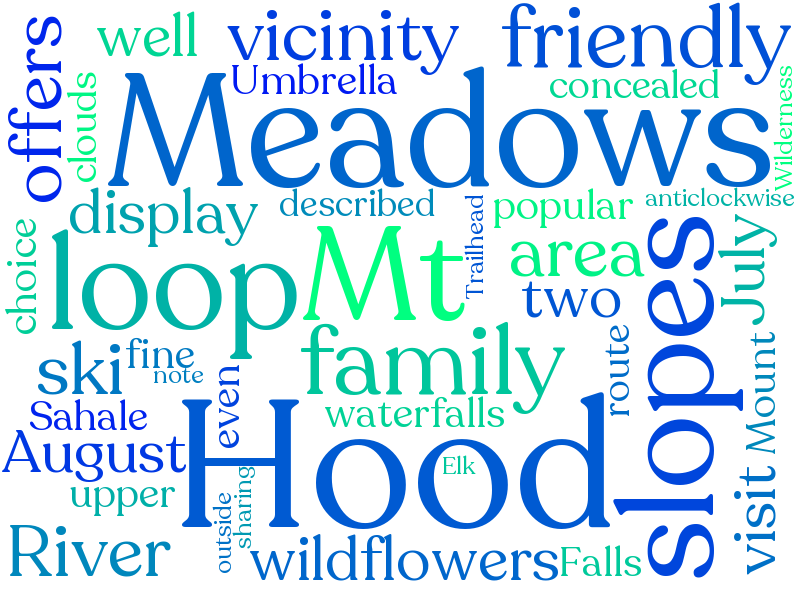 well
vicinity
friendly
offers
clouds
Umbrella
concealed
Wilderness
Meadows
display
described
Trailhead
popular
anticlockwise
choice
loop
Mt
area
two
slopes
July
ski
fine
note
even
family
route
Mount
Sahale
August
waterfalls
upper
Hood
Elk
outside
sharing
visit
River
wildflowers
Falls